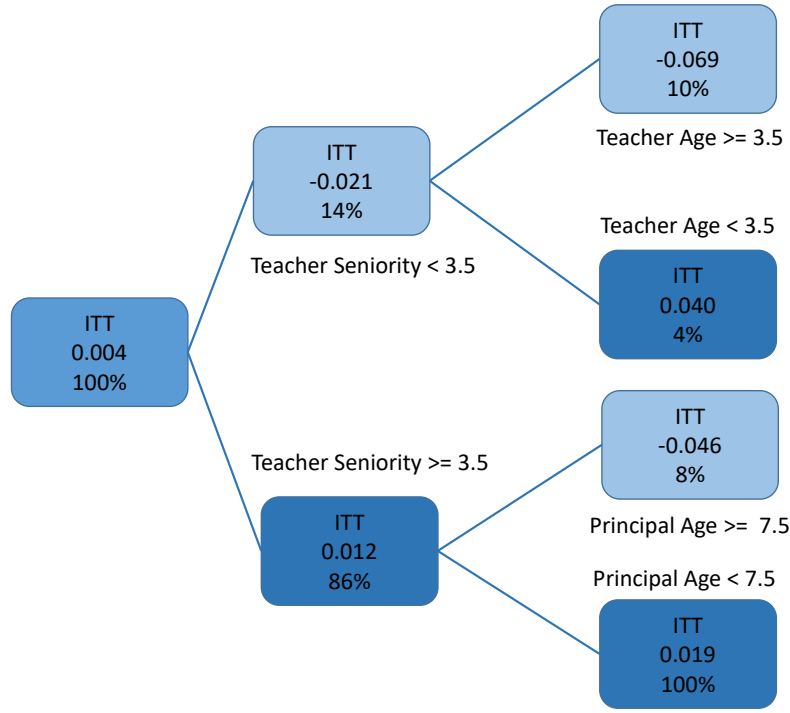 ITT
0.004
100%
ITT
-0.021
14%
Teacher Seniority < 3.5
Teacher Seniority >= 3.5
ITT
0.012
86%
ITT
-0.069
10%
Teacher Age >= 3.5
Teacher Age < 3.5
ITT
0.040
4%
ITT
-0.046
8%
Principal Age >=  7.5
Principal Age < 7.5
ITT
0.019
100%